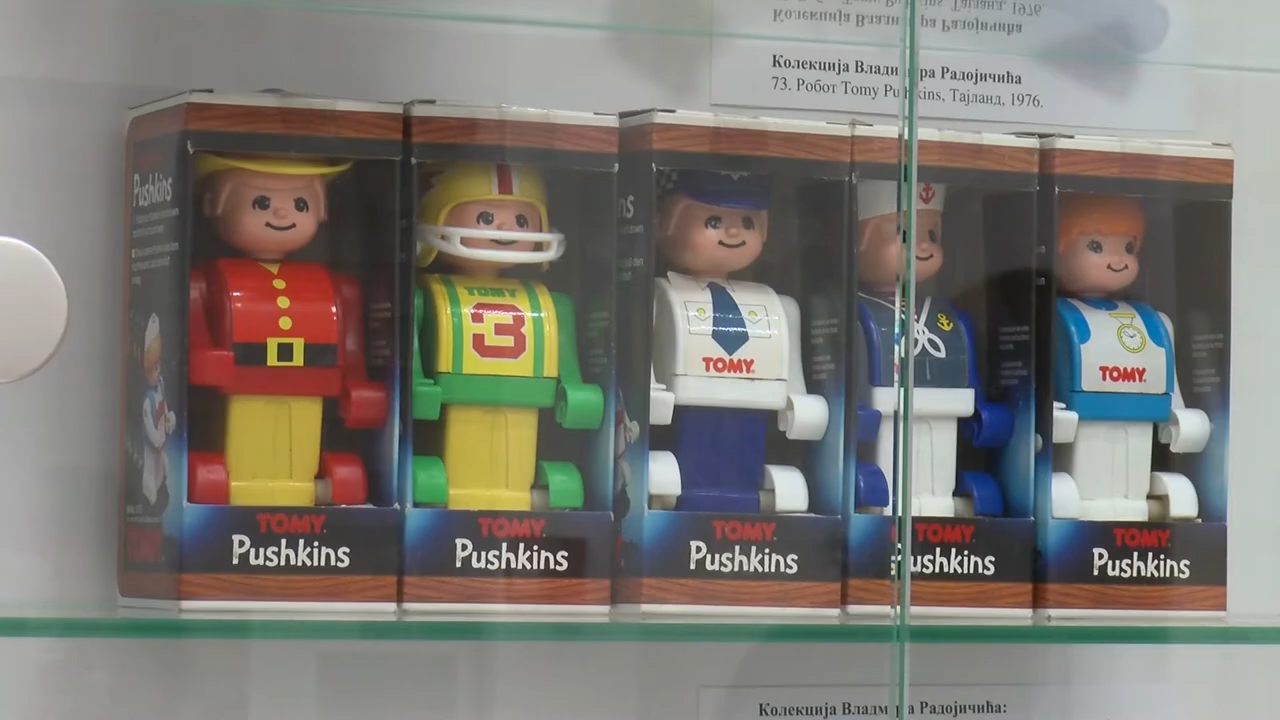 Колекција Влади ра Радојичића
73. Робот Tomy Pu kins, Тајланд, 1976.
Pushkins
TOMY
3
TOMY.
TOMY.
TOMY.
Pushkins
TOMY.
Pushkins
TOMY.
Pushkins
TOMY.
ushkins
TOMY.
Pushkins
Колекција Владм ра Радојичића: